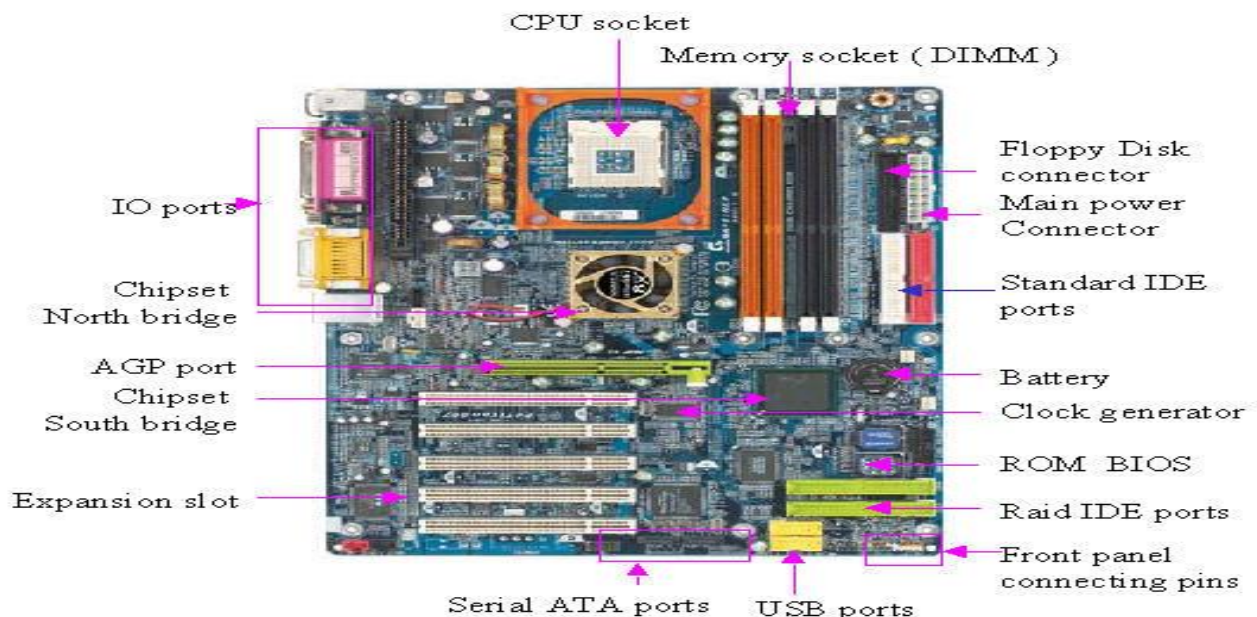 CPU socket
Memory socket ( DIMM )
Floppy Disk
connector
Main power
Connector
IO ports
Chipset
North bridge
Standard IDE
ports
AGP port
Battery
Chipset
South bridge
Clock generator
ROM BIOS
Expansion slot
Raid IDE ports
Front panel
connecting pins
Serial ATA ports
USB ports